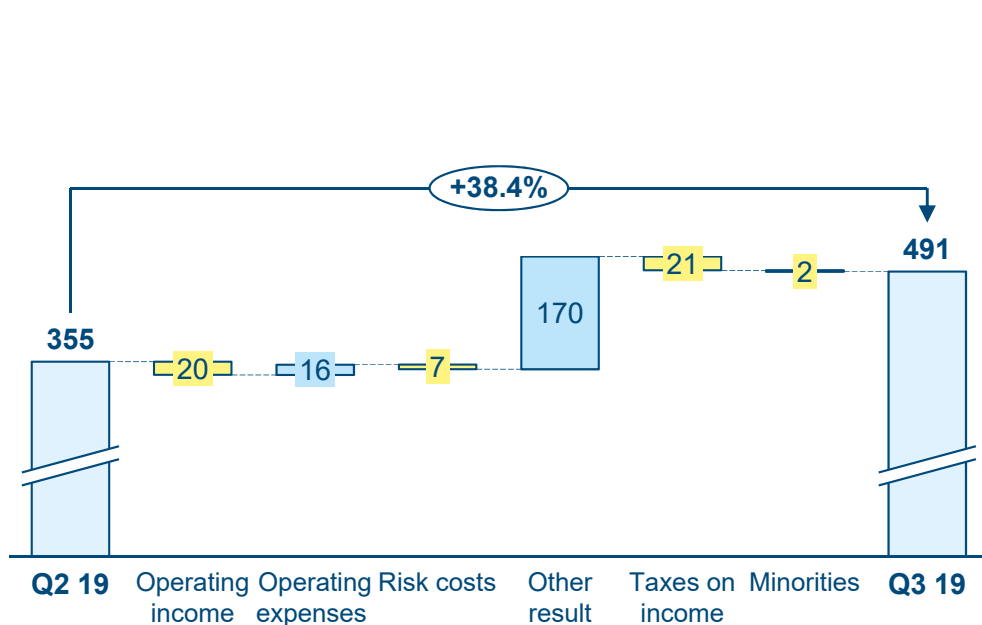 +38.4%
491
355
20
16
7
170
21
2
Q2 19
Operating
income
Operating
expenses
Risk costs
Other
result
Taxes on
income
Minorities
Q3 19